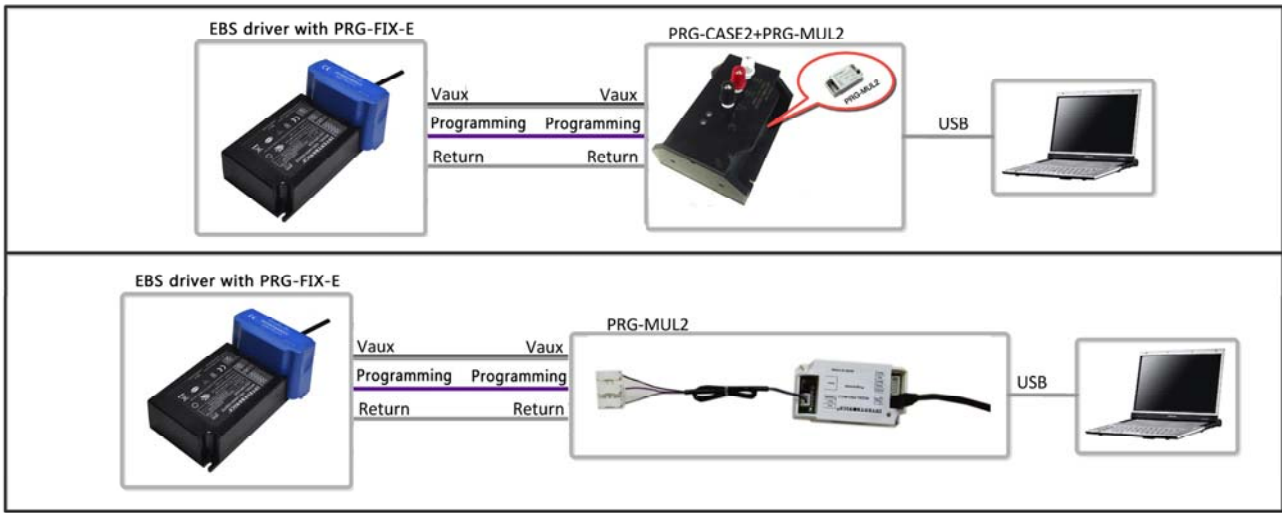 EBS driver with PRG-FIX-E
PRG-CASE2+PRG-MUL2
PRG-MUL2
Vaux Vaux
Programming Programming
Return Return
USB
EBS driver with PRG-FIX-E
PRG-MUL2
Vaux Vaux
Programming Programming
Return Return
USB